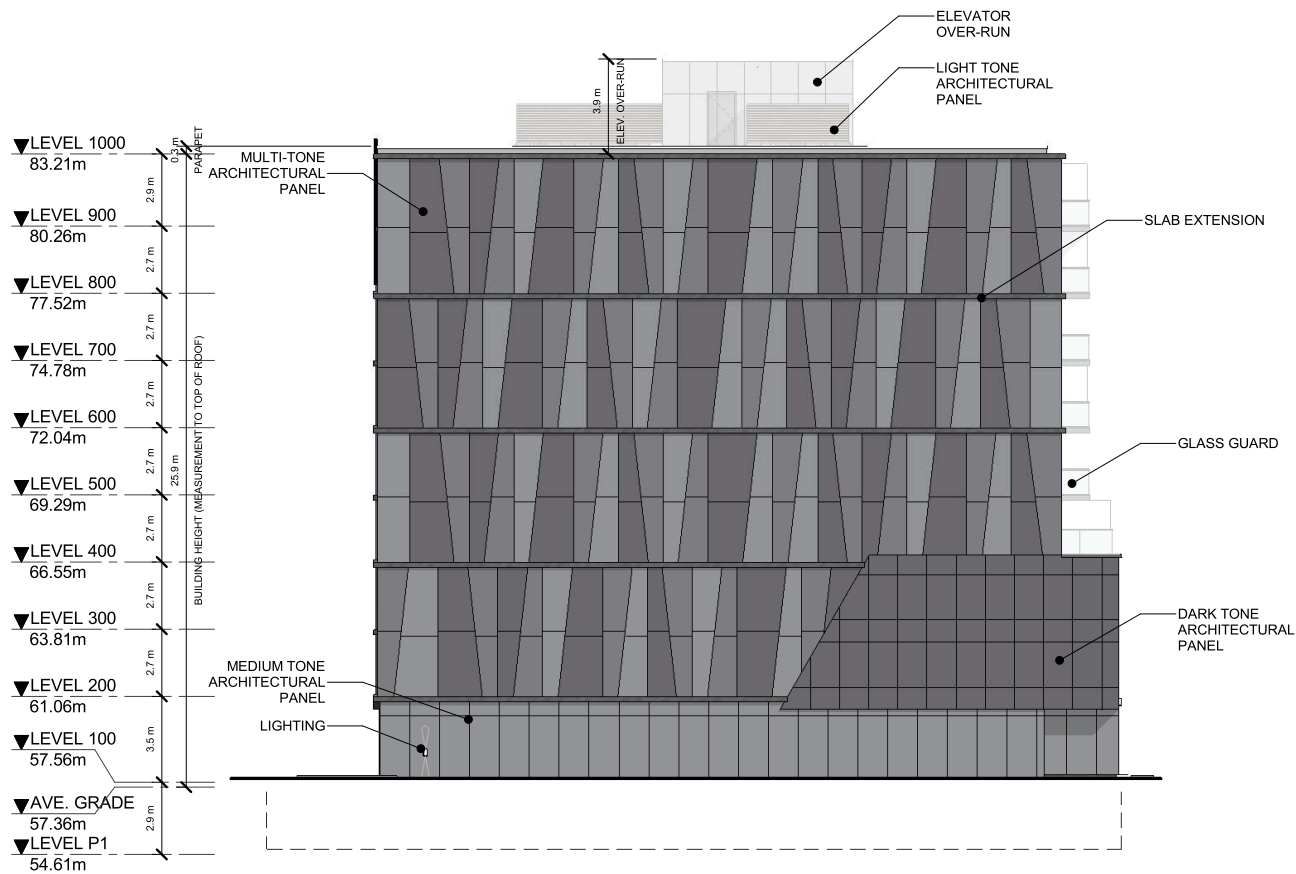 ELEVATOR
OVER-RUN
LIGHT TONE
ARCHITECTURAL
PANEL
3.9 m
ELEV. OVER-RUN
LEVEL 1000
83.21m
0.3 m
PARAPET
MULTI-TONE
ARCHITECTURAL
PANEL
2.9 m
LEVEL 900
80.26m
SLAB EXTENSION
2.7 m
LEVEL 800
77.52m
2.7 m
LEVEL 700
74.78m
2.7 m
LEVEL 600
72.04m
2.7 m
25.9 m
BUILDING HEIGHT (MEASUREMENT TO TOP OF ROOF)
GLASS GUARD
LEVEL 500
69.29m
2.7 m
LEVEL 400
66.55m
2.7 m
LEVEL 300
63.81m
2.7 m
DARK TONE
ARCHITECTURAL
PANEL
MEDIUM TONE
ARCHITECTURAL
PANEL
LEVEL 200
61.06m
LIGHTING
3.5 m
LEVEL 100
57.56m
AVE. GRADE
57.36m
2.9 m
LEVEL P1
54.61m